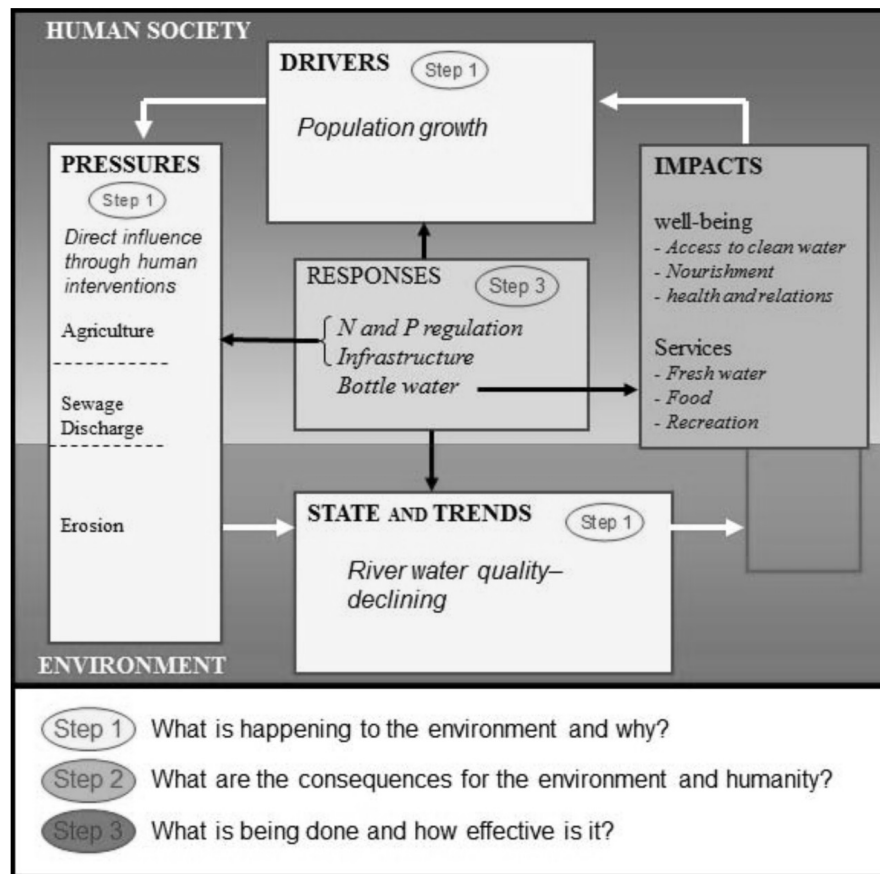 HUMAN SOCIETY
DRIVERS
Step 1
Population growth
PRESSURES
Step 1
Direct influence
through human
interventions
Agriculture
Sewage
Discharge
Erosion
RESPONSES
Step 3
N and P regulation
Infrastructure
Bottle water
IMPACTS
well-being
- Access to clean water
- Nourishment
- health and relations
Services
- Fresh water
- Food
- Recreation
STATE AND TRENDS
Step 1
River water quality–
declining
ENVIRONMENT
Step 1 What is happening to the environment and why?
Step 2 What are the consequences for the environment and humanity?
Step 3 What is being done and how effective is it?